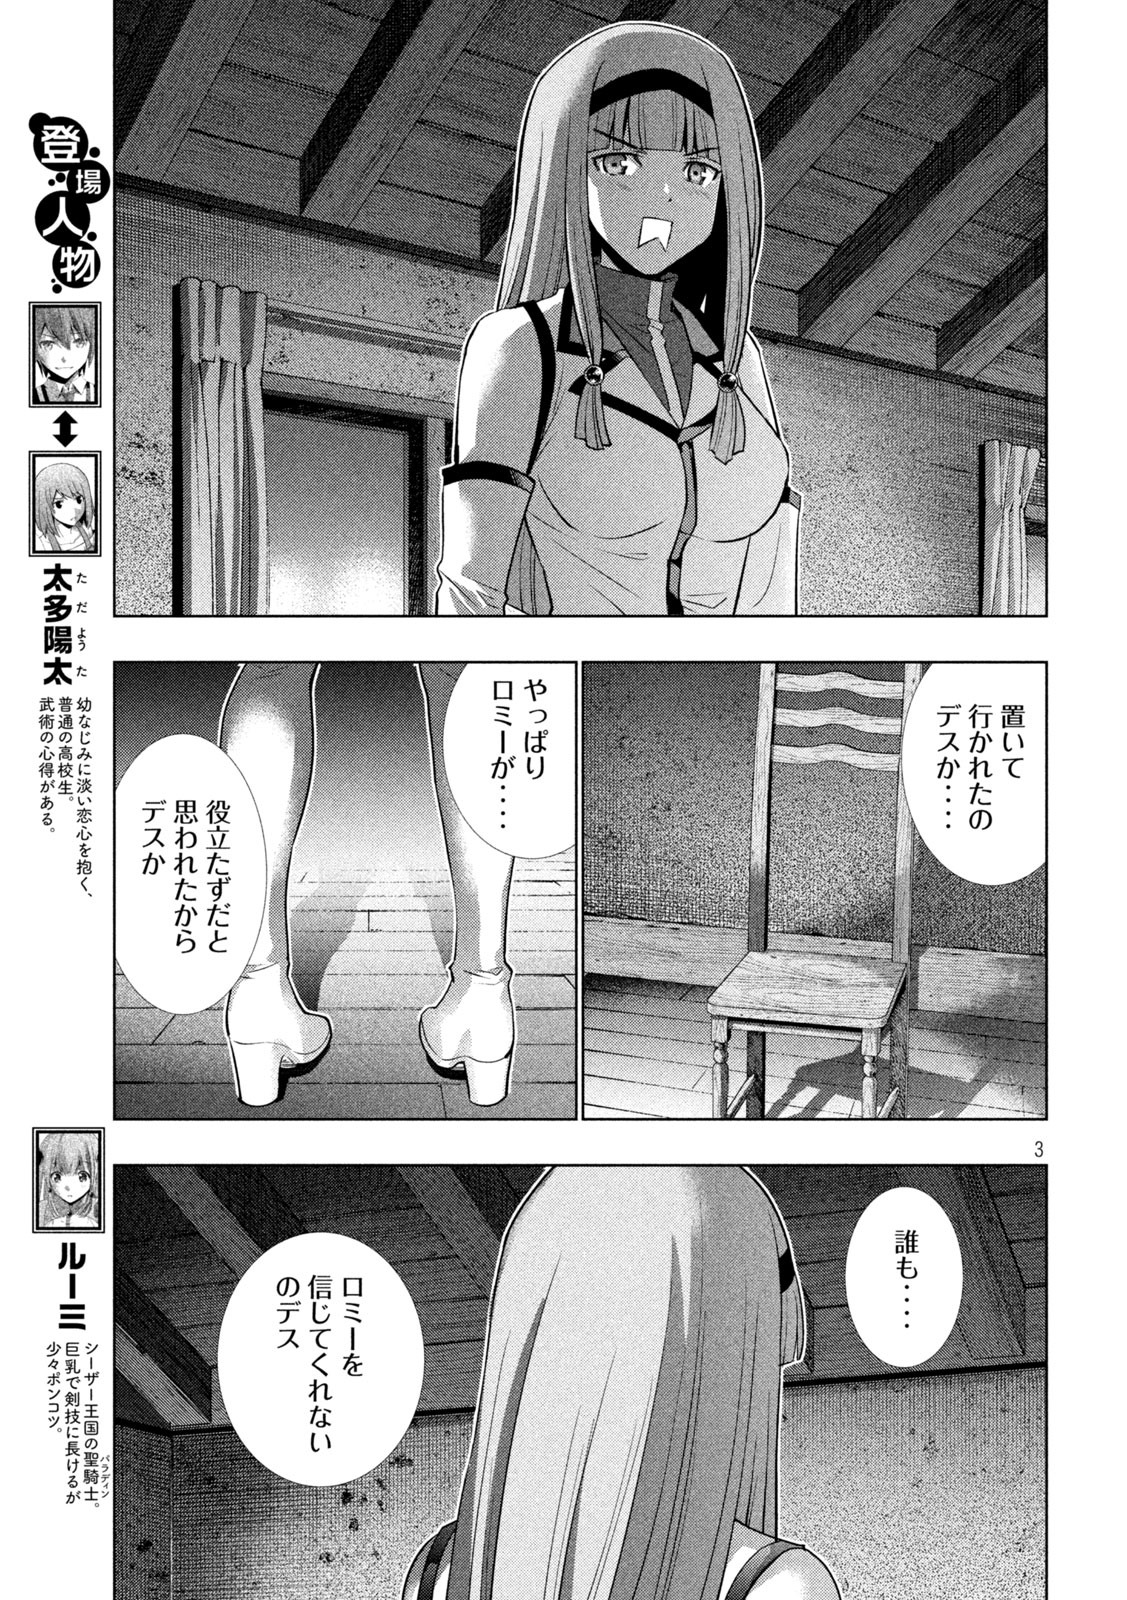 置いて
行かれたの
デスか‥‥
やっぱり
ロミーが‥‥
役立たずだと
思われたから
デスか
3
誰も‥‥
ロミーを
信じてくれない
のデス
登場人物
太多陽太
ただようた
幼なじみに淡い恋心を抱く、
普通の高校生。
武術の心得がある。
ルーミ
シーザー王国の聖騎士。
パラディン
巨乳で剣技に長けるが
少々ポンコツ。